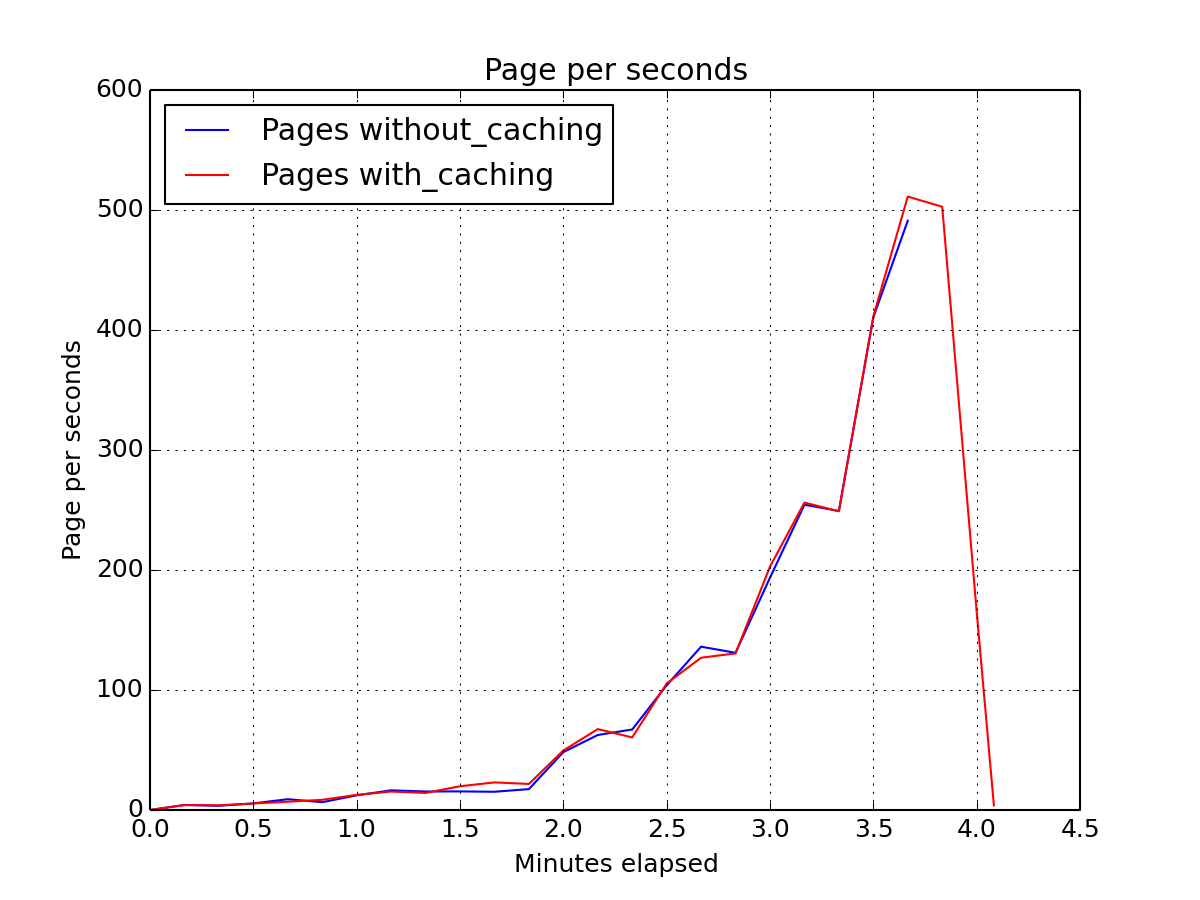 Page per seconds
600
Pages without_caching
Pages with_caching
500
400
300
200
100
0
Page per seconds
0.0 0.5 1.0 1.5 2.0 2.5 3.0 3.5 4.0 4.5
Minutes elapsed